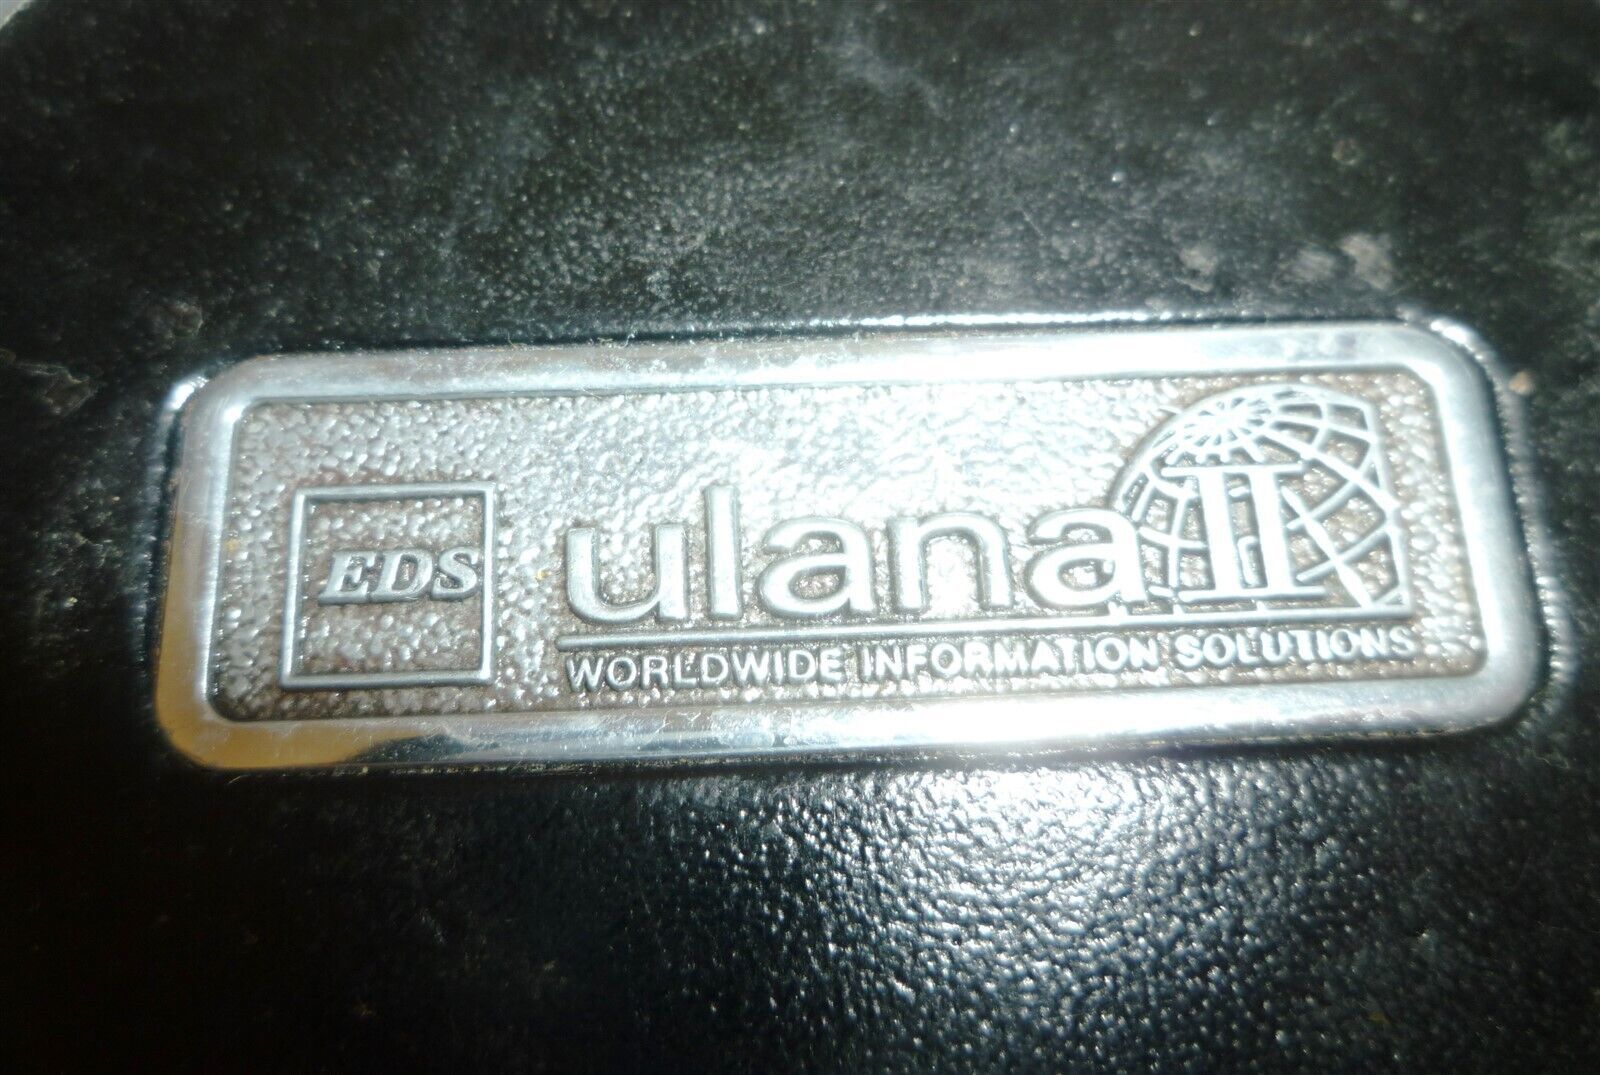 EDS
ulana II
WORLDWIDE INFORMATION SOLUTIONS